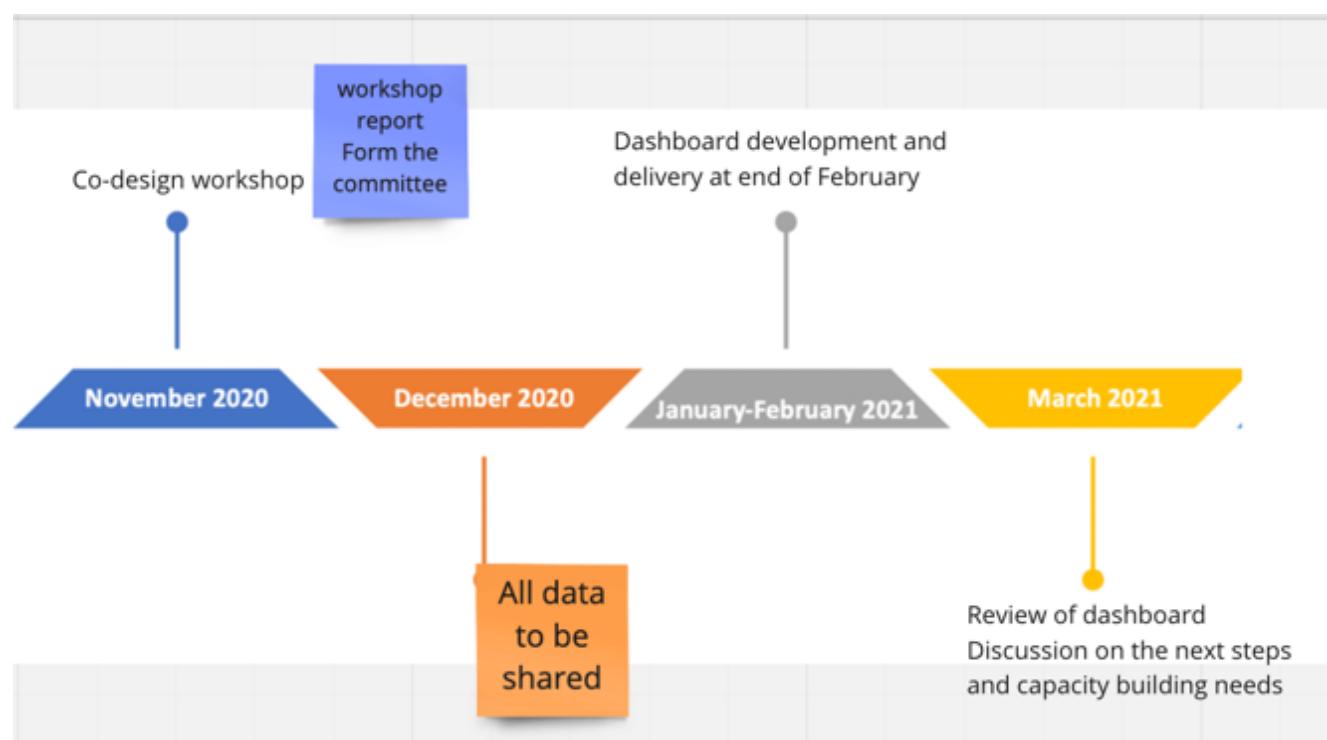 workshop
report
Form the
committee
Co-design workshop
Dashboard development and
delivery at end of February
November 2020
December 2020
January-February 2021
March 2021
All data
to be
shared
Review of dashboard
Discussion on the next steps
and capacity building needs